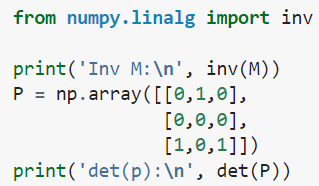 from numpy.linalg import inv
print('Inv M:\n', inv(M))
P = np.array([[0,1,0],
[0,0,0],
[1,0,1]])
print('det(p):\n', det(P))